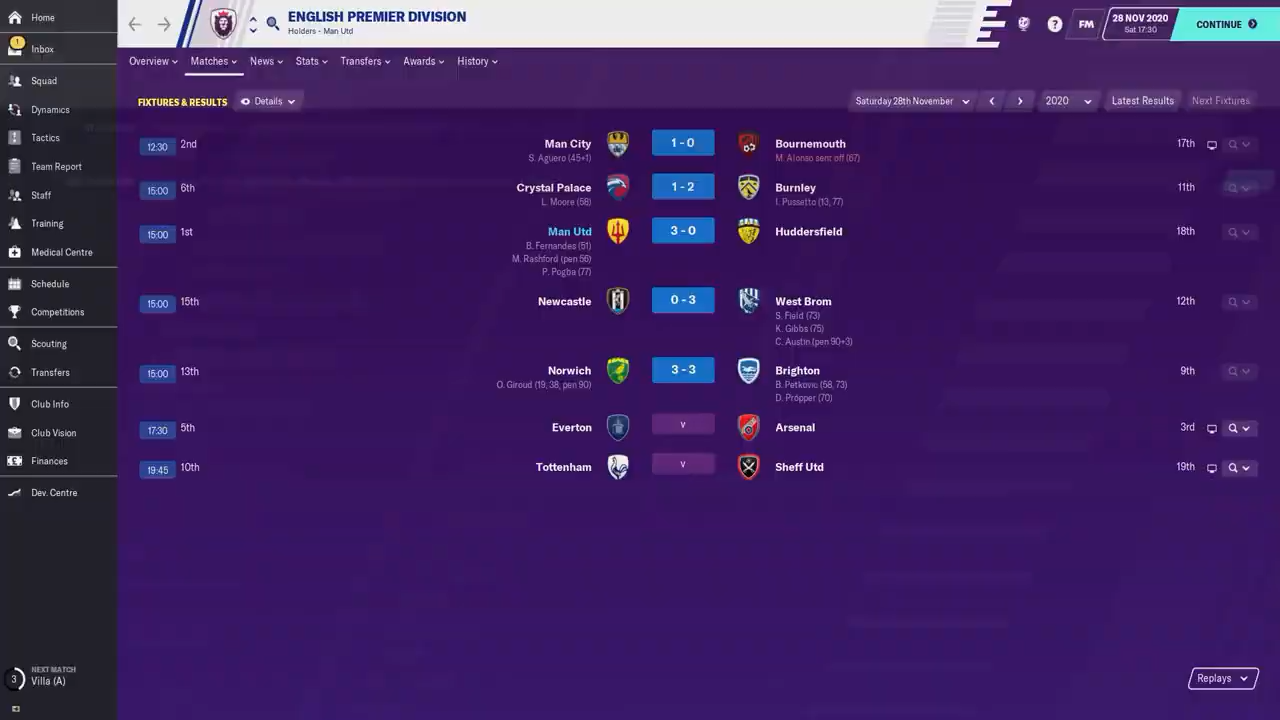 Home
ENGLISH PREMIER DIVISION
Holders - Man Utd
?
FM
28 NOV 2020
Sat 17:30
CONTINUE
1
Inbox
Squad
Dynamics
Tactics
Team Report
Staff
Training
Medical Centre
Schedule
Competitions
Scouting
Transfers
Club Info
Club Vision
Finances
Dev. Centre
3
NEXT MATCH
Villa (A)
Overview Matches News Stats Transfers Awards History
FIXTURES & RESULTS Details Saturday 28th November 2020 Latest Results Next Fixtures
12:30 2nd Man City 1 - 0 Bournemouth 17th
S. Aguero (45+1) M. Alonso sent off (67)
15:00 6th Crystal Palace 1 - 2 Burnley 11th
L. Moore (58) I. Pussetto (13, 77)
15:00 1st Man Utd 3 - 0 Huddersfield 18th
B. Fernandes (51)
M. Rashford (pen 56)
P. Pogba (77)
15:00 15th Newcastle 0 - 3 West Brom 12th
S. Field (73)
K. Gibbs (75)
C. Austin (pen 90+3)
15:00 13th Norwich 3 - 3 Brighton 9th
O. Giroud (19, 38, pen 90) B. Petkovic (58, 73)
D. Pröpper (70)
17:30 5th Everton v Arsenal 3rd
19:45 10th Tottenham v Sheff Utd 19th
Replays